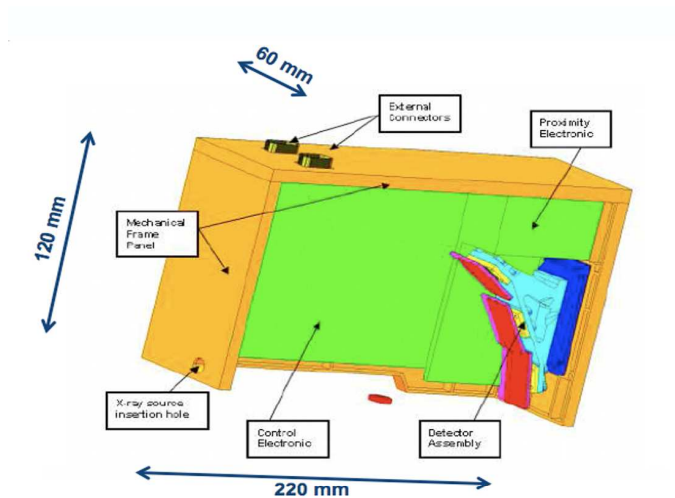 60 mm
External
Connectors
Proximity
Electronic
120 mm
Mechanical
Frame
Panel
X-ray source
insertion hole
Control
Electronic
Detector
Assembly
220 mm